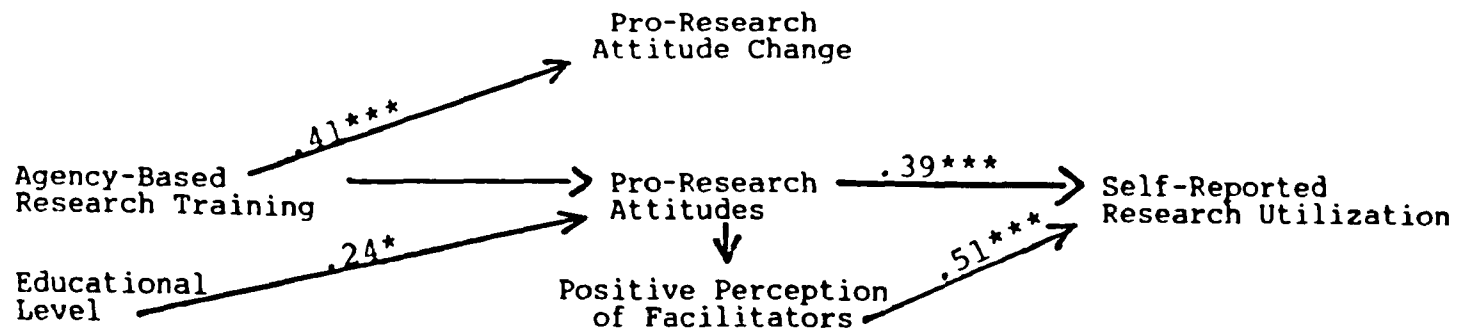 Pro-Research
Attitude Change
.41***
Agency-Based
Research Training
Pro-Research
Attitudes
.39***
Self-Reported
Research Utilization
.24*
Educational
Level
Positive Perception
of Facilitators
.51***